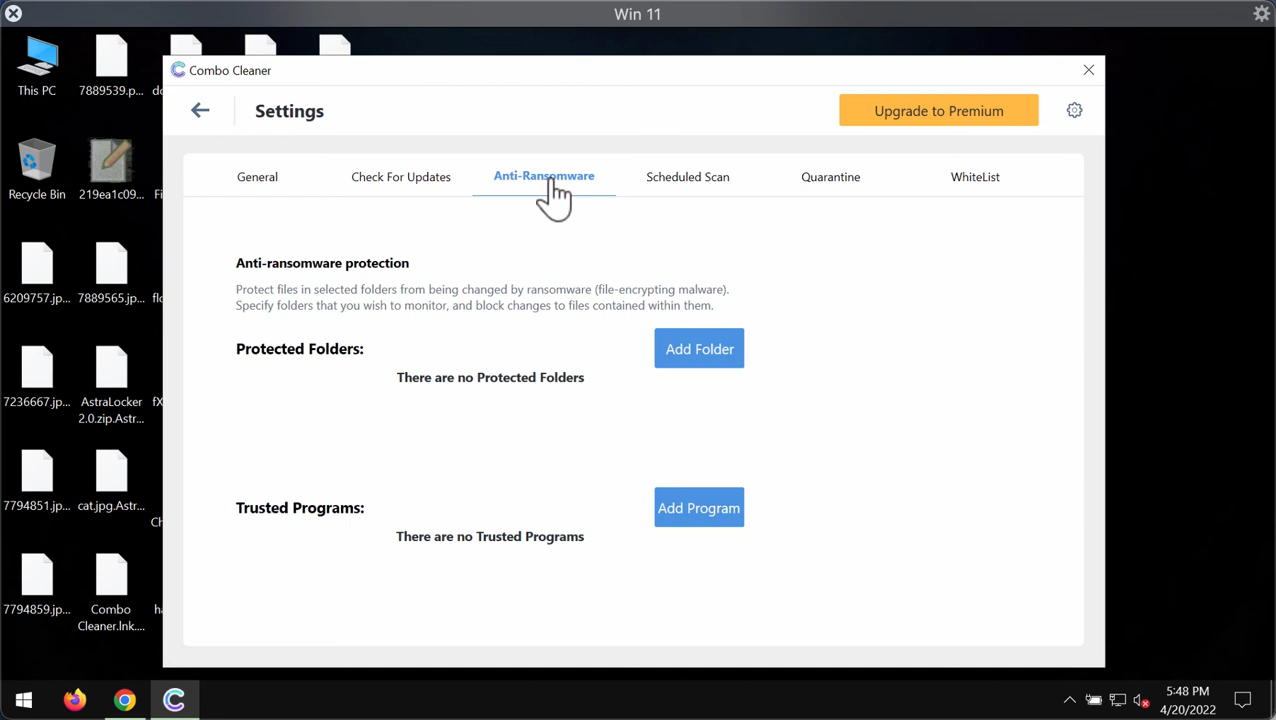 Win 11
This PC
7889539.p...
Recycle Bin
219ea1c09...
6209757.jp...
7889565.jp...
7236667.jp...
AstraLocker
2.0.zip.Astr...
7794851.jp...
cat.jpg.Astr...
7794859.jp...
Combo
Cleaner.lnk....
Combo Cleaner
Settings
Upgrade to Premium
General
Check For Updates
Anti-Ransomware
Scheduled Scan
Quarantine
WhiteList
Anti-ransomware protection
Protect files in selected folders from being changed by ransomware (file-encrypting malware).
Specify folders that you wish to monitor, and block changes to files contained within them.
Protected Folders:
Add Folder
There are no Protected Folders
Trusted Programs:
Add Program
There are no Trusted Programs
5:48 PM
4/20/2022